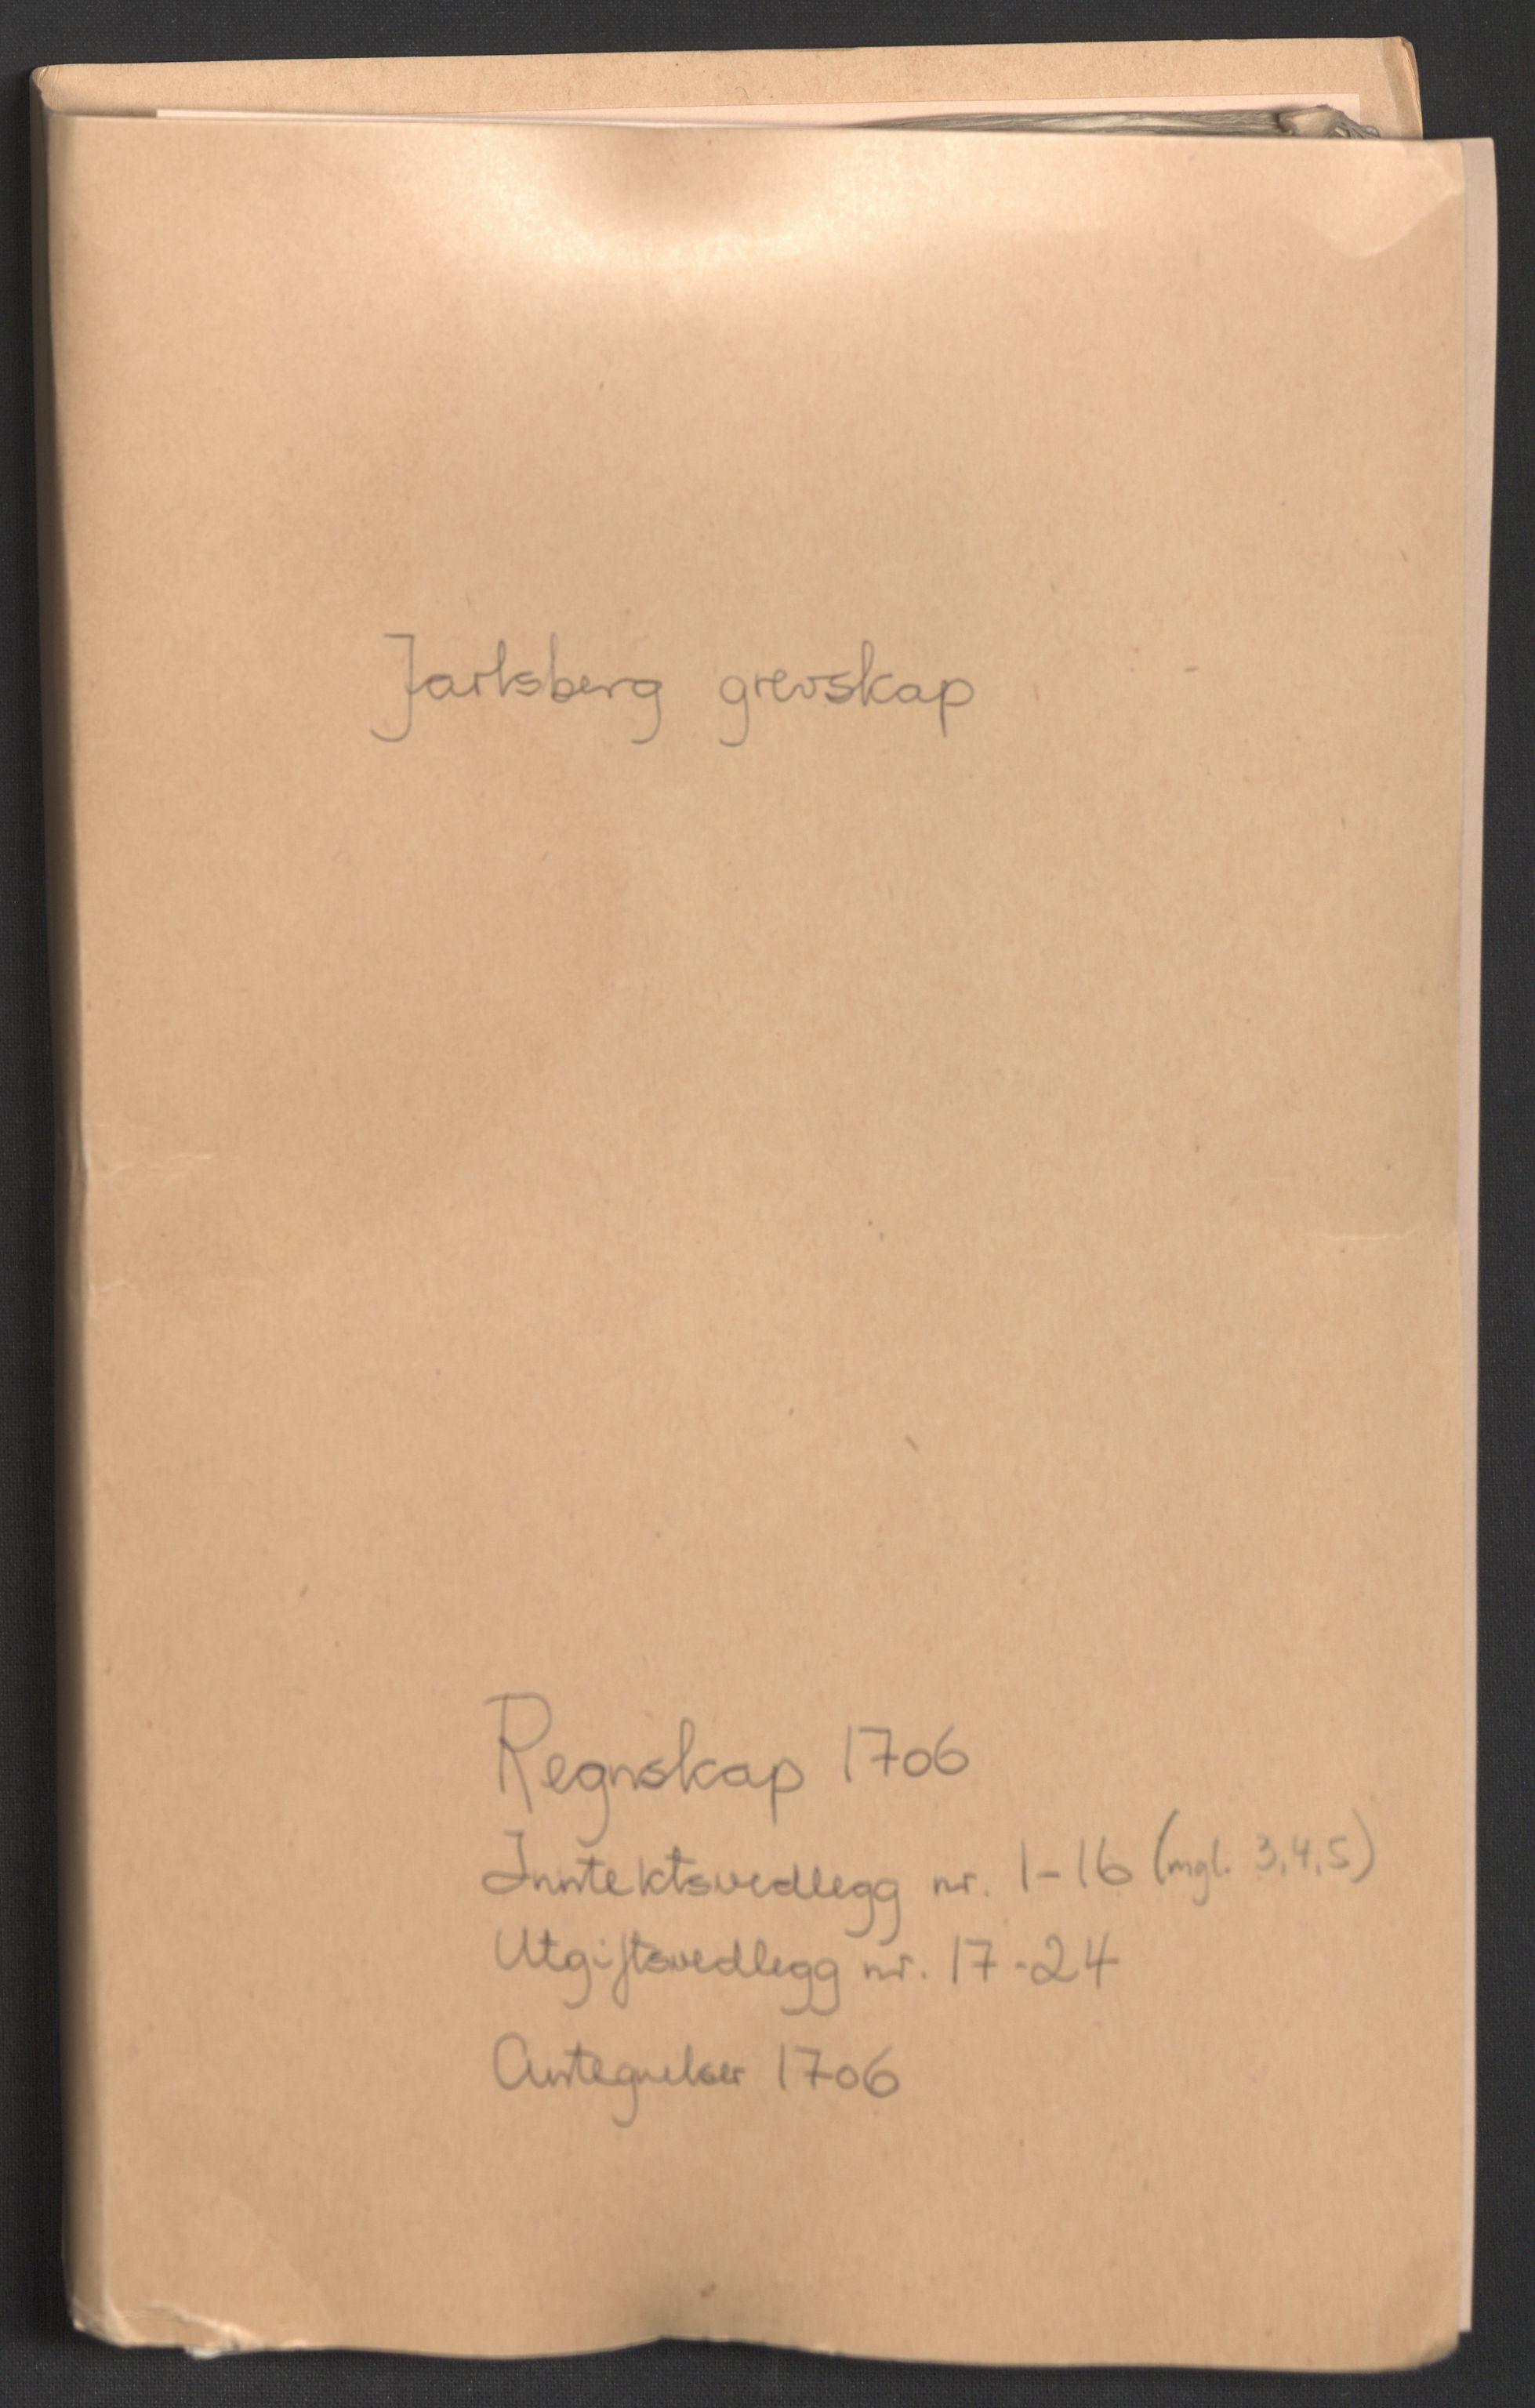 Jarlsberg grevskap
Regnskap 1706
Inntektsvedlegg nr. 1-16 (mgl. 3,4,5)
Utgiftsvedlegg nr. 17-24
Antegnelser 1706